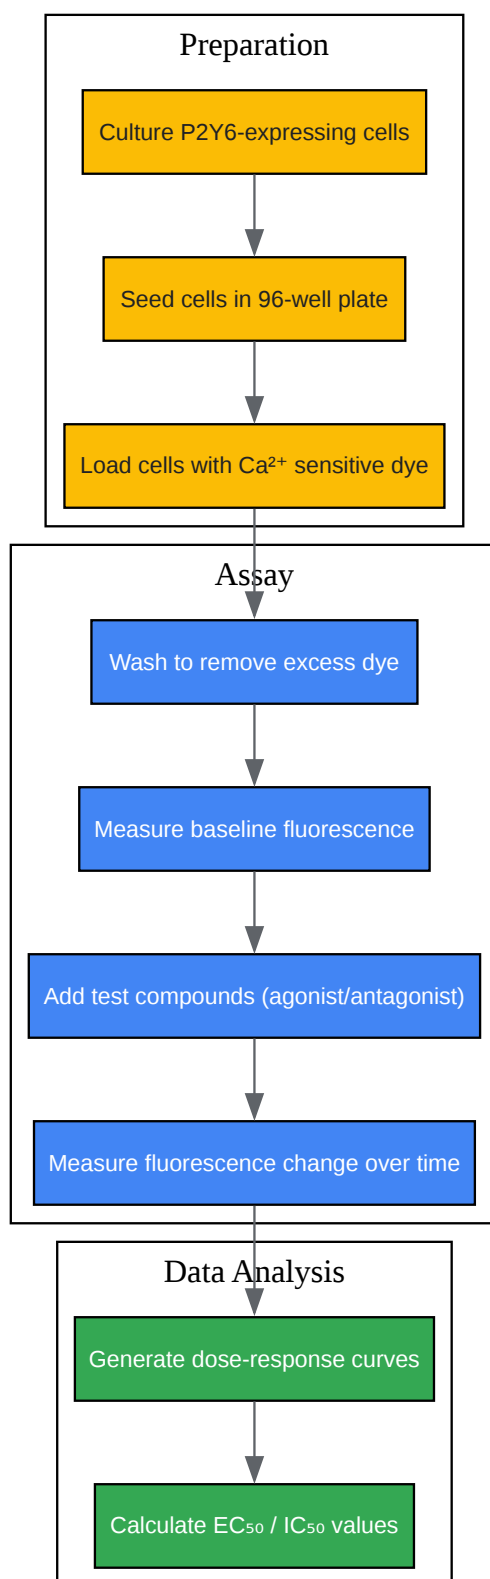 Preparation
Culture P2Y6-expressing cells
Seed cells in 96-well plate
Load cells with Ca²⁺ sensitive dye
Assay
Wash to remove excess dye
Measure baseline fluorescence
Add test compounds (agonist/antagonist)
Measure fluorescence change over time
Data Analysis
Generate dose-response curves
Calculate EC₅₀ / IC₅₀ values